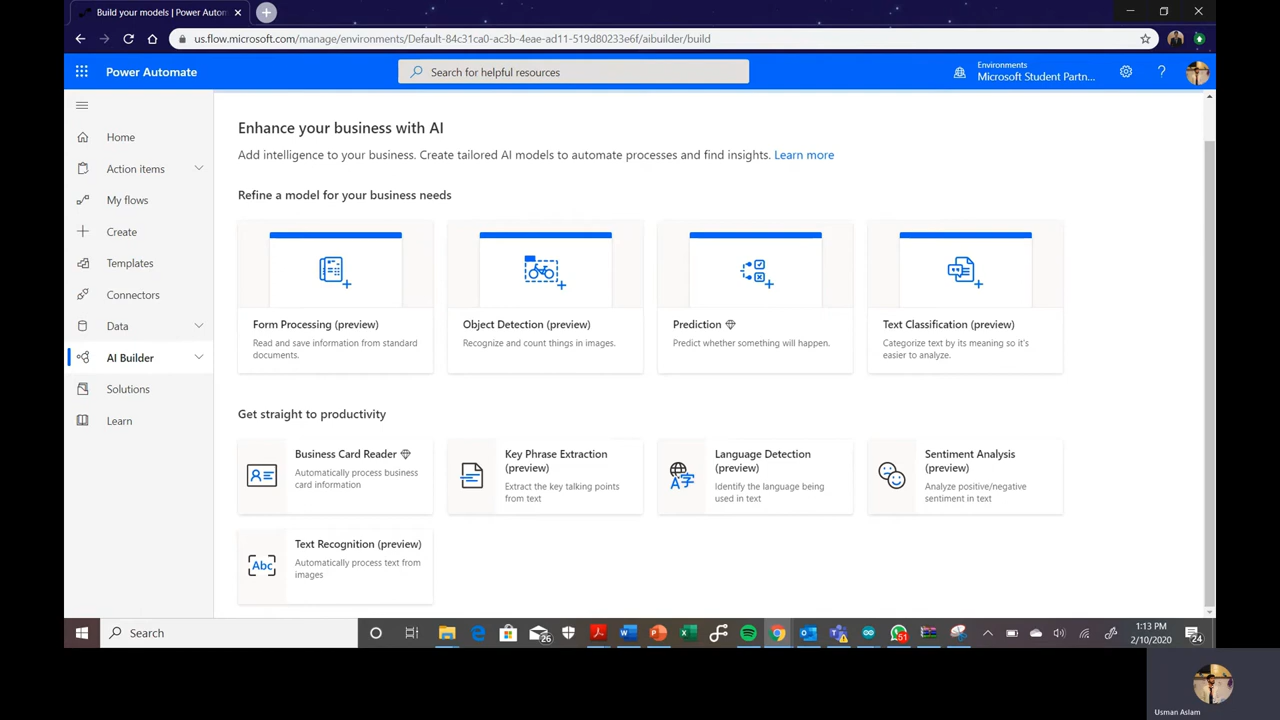 Build your models | Power Autom
us.flow.microsoft.com/manage/environments/Default-84c31ca0-ac3b-4eae-ad11-519d80233e6f/aibuilder/build
Power Automate
Search for helpful resources
Environments
Microsoft Student Partn...
Home
Action items
My flows
Create
Templates
Connectors
Data
AI Builder
Solutions
Learn
Enhance your business with AI
Add intelligence to your business. Create tailored AI models to automate processes and find insights. Learn more
Refine a model for your business needs
Form Processing (preview)
Read and save information from standard
documents.
Object Detection (preview)
Recognize and count things in images.
Prediction
Predict whether something will happen.
Text Classification (preview)
Categorize text by its meaning so it's
easier to analyze.
Get straight to productivity
Business Card Reader
Automatically process business
card information
Key Phrase Extraction
(preview)
Extract the key talking points
from text
A字
Language Detection
(preview)
Identify the language being
used in text
Sentiment Analysis
(preview)
Analyze positive/negative
sentiment in text
Abc
Text Recognition (preview)
Automatically process text from
images
Search
26
51
1:13 PM
2/10/2020
24
Usman Aslam